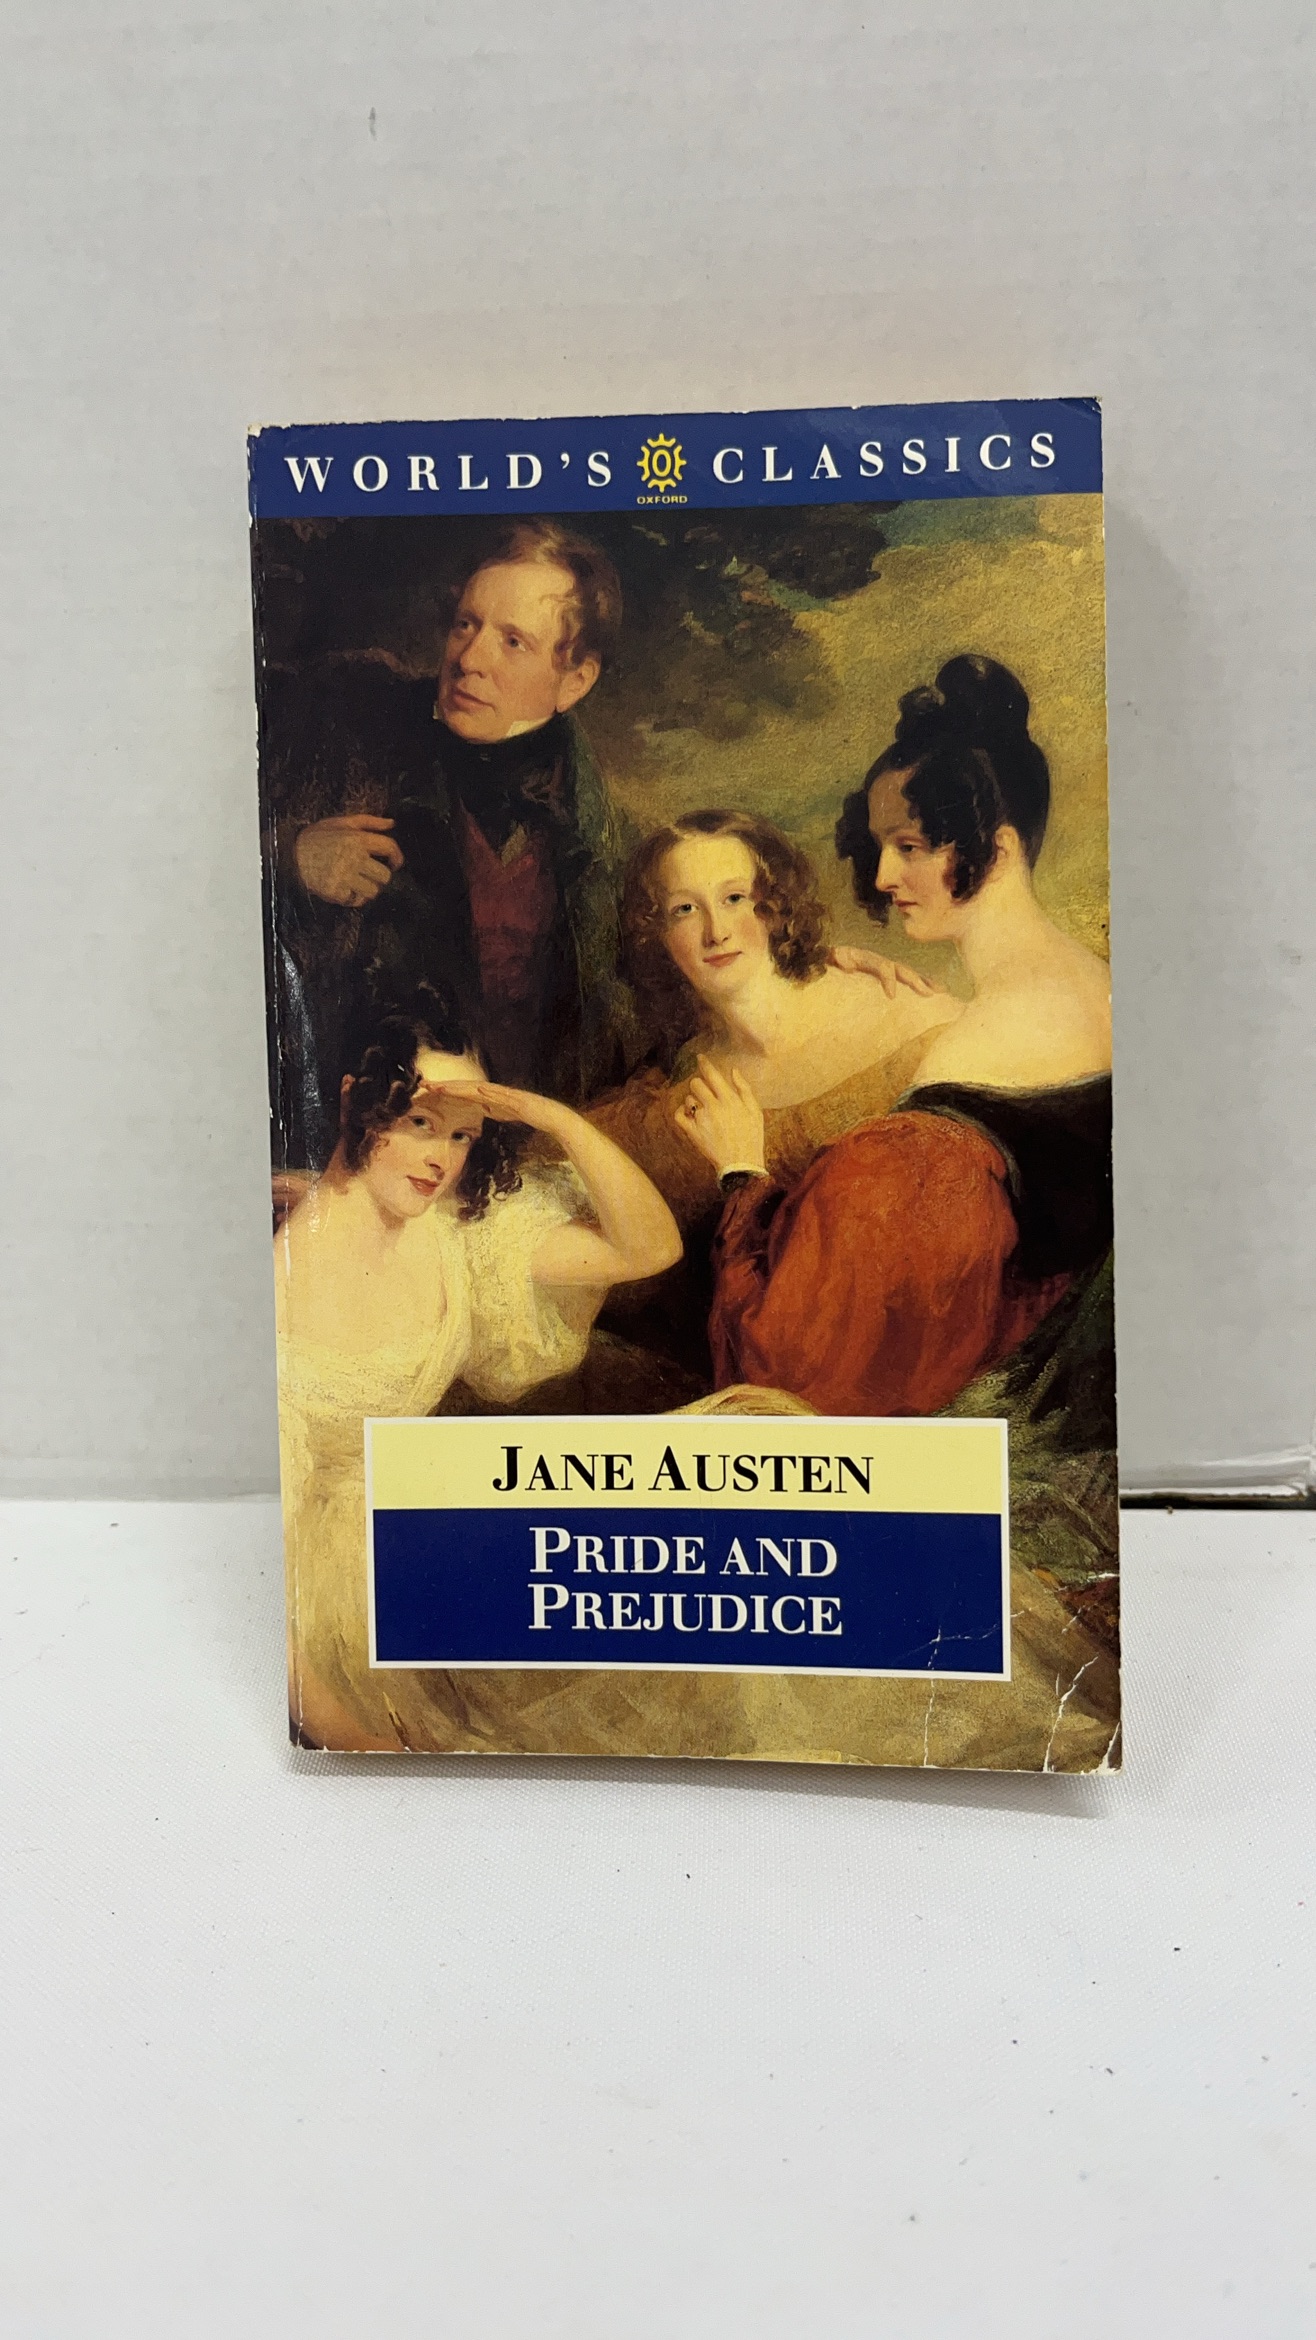 WORLD'S O CLASSICS
OXFORD
JANE AUSTEN
PRIDE AND
PREJUDICE